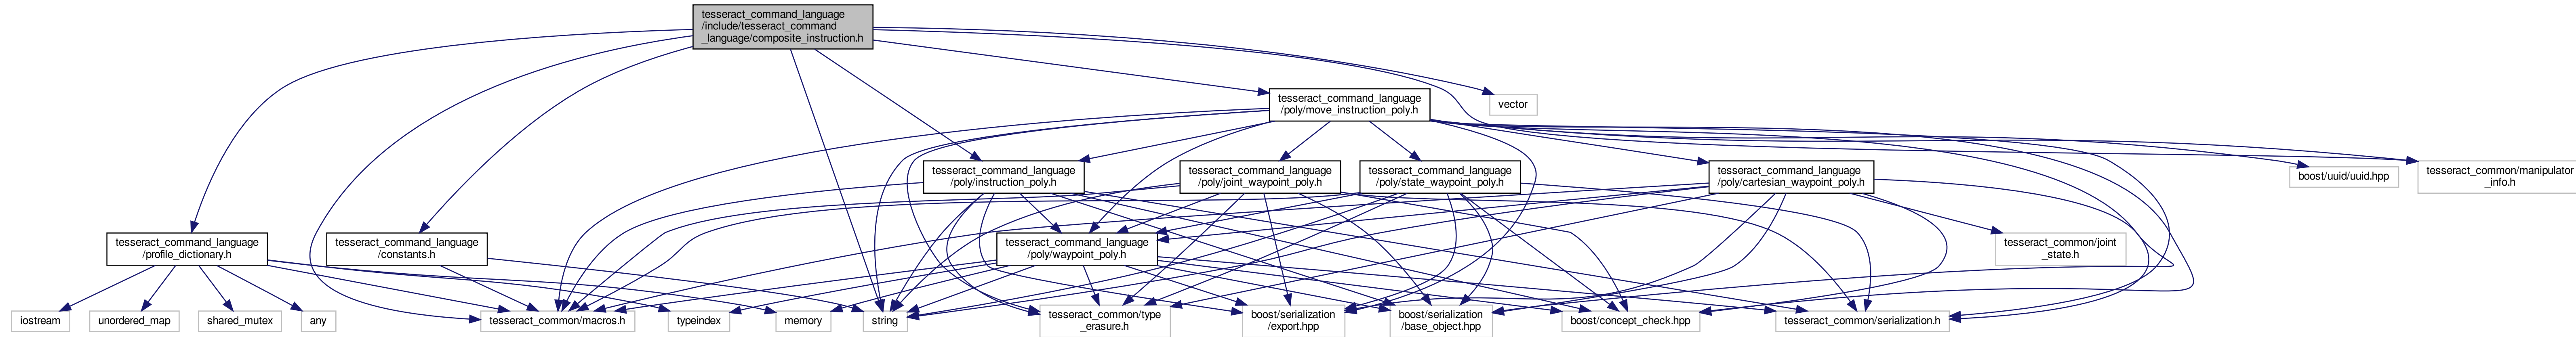 tesseract_command_language
/include/tesseract_command
_language/composite_instruction.h
tesseract_command_language
/poly/move_instruction_poly.h
vector
tesseract_command_language
/poly/instruction_poly.h
tesseract_command_language
/poly/joint_waypoint_poly.h
tesseract_command_language
/poly/state_waypoint_poly.h
tesseract_command_language
/poly/cartesian_waypoint_poly.h
boost/uuid/uuid.hpp
tesseract_common/manipulator
_info.h
tesseract_command_language
/profile_dictionary.h
tesseract_command_language
/constants.h
tesseract_command_language
/poly/waypoint_poly.h
tesseract_common/joint
_state.h
iostream
unordered_map
shared_mutex
any
tesseract_common/macros.h
typeindex
memory
string
tesseract_common/type
_erasure.h
boost/serialization
/export.hpp
boost/serialization
/base_object.hpp
boost/concept_check.hpp
tesseract_common/serialization.h